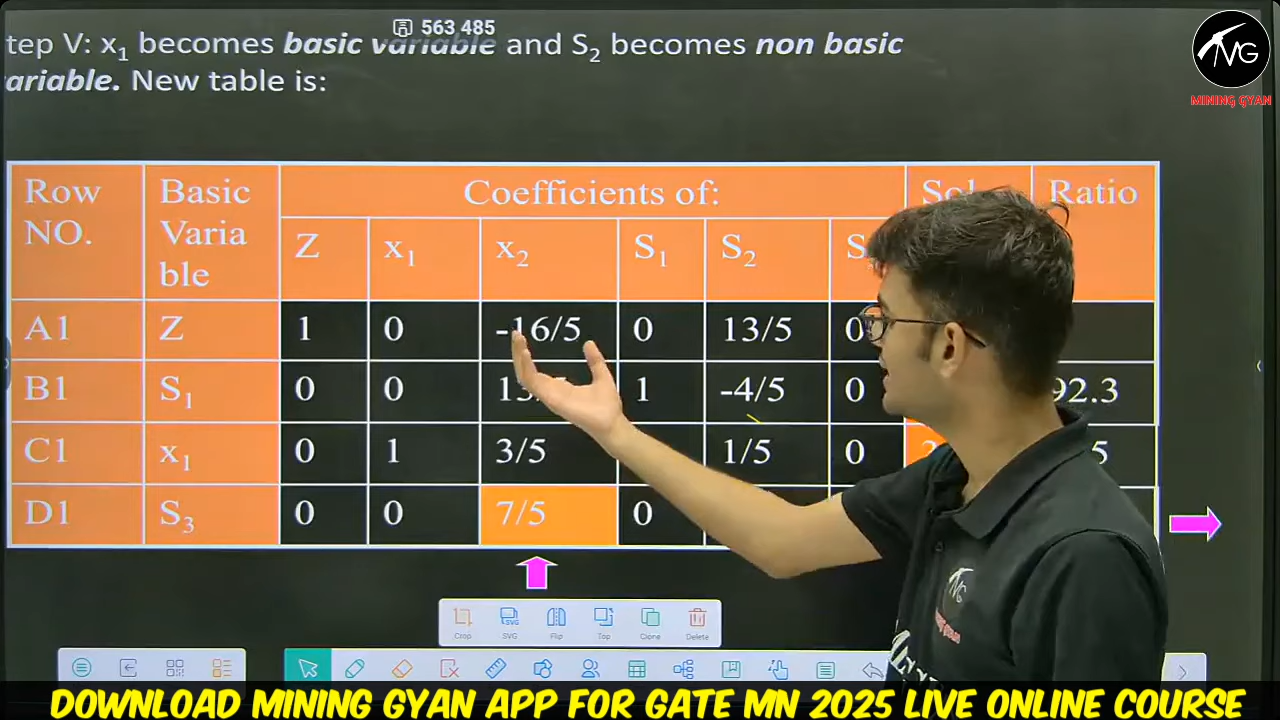 563 485
tep V: x₁ becomes basic variable and S₂ becomes non basic
ariable. New table is:
MG
MINING GYAN
Row NO.
Basic Varia ble
Coefficients of:
Ratio
Z x₁ x₂ S₁ S₂
A1 Z 1 0 -16/5 0 13/5 0
B1 S₁ 0 0 1 -4/5 0 92.3
C1 x₁ 0 1 3/5 1/5 0
D1 S₃ 0 0 7/5 0
Crop SVG Flip Top Clone Delete
DOWNLOAD MINING GYAN APP FOR GATE MN 2025 LIVE ONLINE COURSE